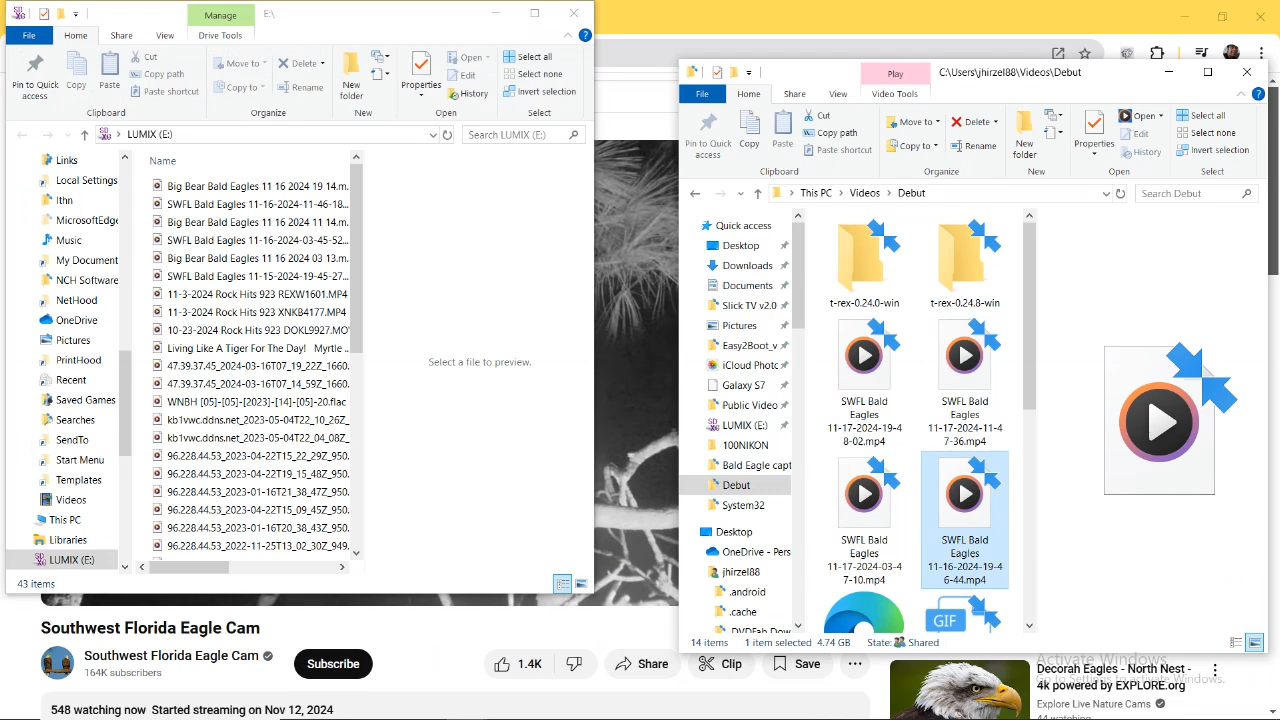 Manage
E:\
File
Home
Share
View
Drive Tools
Pin to Quick access
Copy
Paste
Cut
Copy path
Paste shortcut
Clipboard
Move to
Copy to
Delete
Rename
Organize
New folder
New
Properties
Open
Edit
History
Open
Select all
Select none
Invert selection
Select
LUMIX (E:)
Search LUMIX (E:)
Links
Local Settings
lthn
MicrosoftEdge
Music
My Document
NCH Software
NetHood
OneDrive
Pictures
PrintHood
Recent
Saved Games
Searches
SendTo
Start Menu
Templates
Videos
This PC
Libraries
LUMIX (E:)
Name
Big Bear Bald Eagles 11 16 2024 19 14.m...
SWFL Bald Eagles 11-16-2024-11-46-18...
Big Bear Bald Eagles 11 16 2024 11 14.m...
SWFL Bald Eagles 11-16-2024-03-45-52...
Big Bear Bald Eagles 11 16 2024 03 13.m...
SWFL Bald Eagles 11-15-2024-19-45-27...
11-3-2024 Rock Hits 923 REXW1601.MP4
11-3-2024 Rock Hits 923 XNKB4177.MP4
10-23-2024 Rock Hits 923 DOKL9927.MO
Living Like A Tiger For The Day! Myrtle ...
47.39.37.45_2024-03-16T07_19_22Z_1660.
47.39.37.45_2024-03-16T07_14_59Z_1660.
WNBH [05]-[05]-[2023]-[14]-[05]-20.flac
kb1vwc.ddns.net_2023-05-04T22_10_26Z_
kb1vwc.ddns.net_2023-05-04T22_04_08Z_
96.228.44.53_2023-04-22T15_22_29Z_950.
96.228.44.53_2023-04-22T19_15_48Z_950.
96.228.44.53_2023-01-16T21_38_47Z_950.
96.228.44.53_2023-04-22T15_09_45Z_950.
96.228.44.53_2023-01-16T20_38_43Z_950.
96.228.44.53_2022-11-25T13_02_30Z_949.
Select a file to preview.
43 items
Play
C:\Users\jhirzel88\Videos\Debut
File
Home
Share
View
Video Tools
Pin to Quick access
Copy
Paste
Cut
Copy path
Paste shortcut
Clipboard
Move to
Copy to
Delete
Rename
Organize
New folder
New
Properties
Open
Edit
History
Open
Select all
Select none
Invert selection
Select
This PC
Videos
Debut
Search Debut
Quick access
Desktop
Downloads
Documents
Slick TV v2.0
Pictures
Easy2Boot_v
iCloud Photo
Galaxy S7
Public Video
LUMIX (E:)
100NIKON
Bald Eagle capt
Debut
System32
Desktop
OneDrive - Pers
jhirzel88
.android
.cache
.DVDFab Dow
t-rex-0.24.0-win
t-rex-0.24.8-win
SWFL Bald Eagles 11-17-2024-19-48-02.mp4
SWFL Bald Eagles 11-17-2024-11-47-36.mp4
SWFL Bald Eagles 11-17-2024-03-47-10.mp4
SWFL Bald Eagles 11-16-2024-19-46-44.mp4
GIF
14 items
1 item selected 4.74 GB
State:
Shared
Southwest Florida Eagle Cam
Southwest Florida Eagle Cam
164K subscribers
Subscribe
1.4K
Share
Clip
Save
548 watching now Started streaming on Nov 12, 2024
Activate Windows
Go to Settings to activate Windows.
Decorah Eagles - North Nest - 4k powered by EXPLORE.org
Explore Live Nature Cams
44 watching